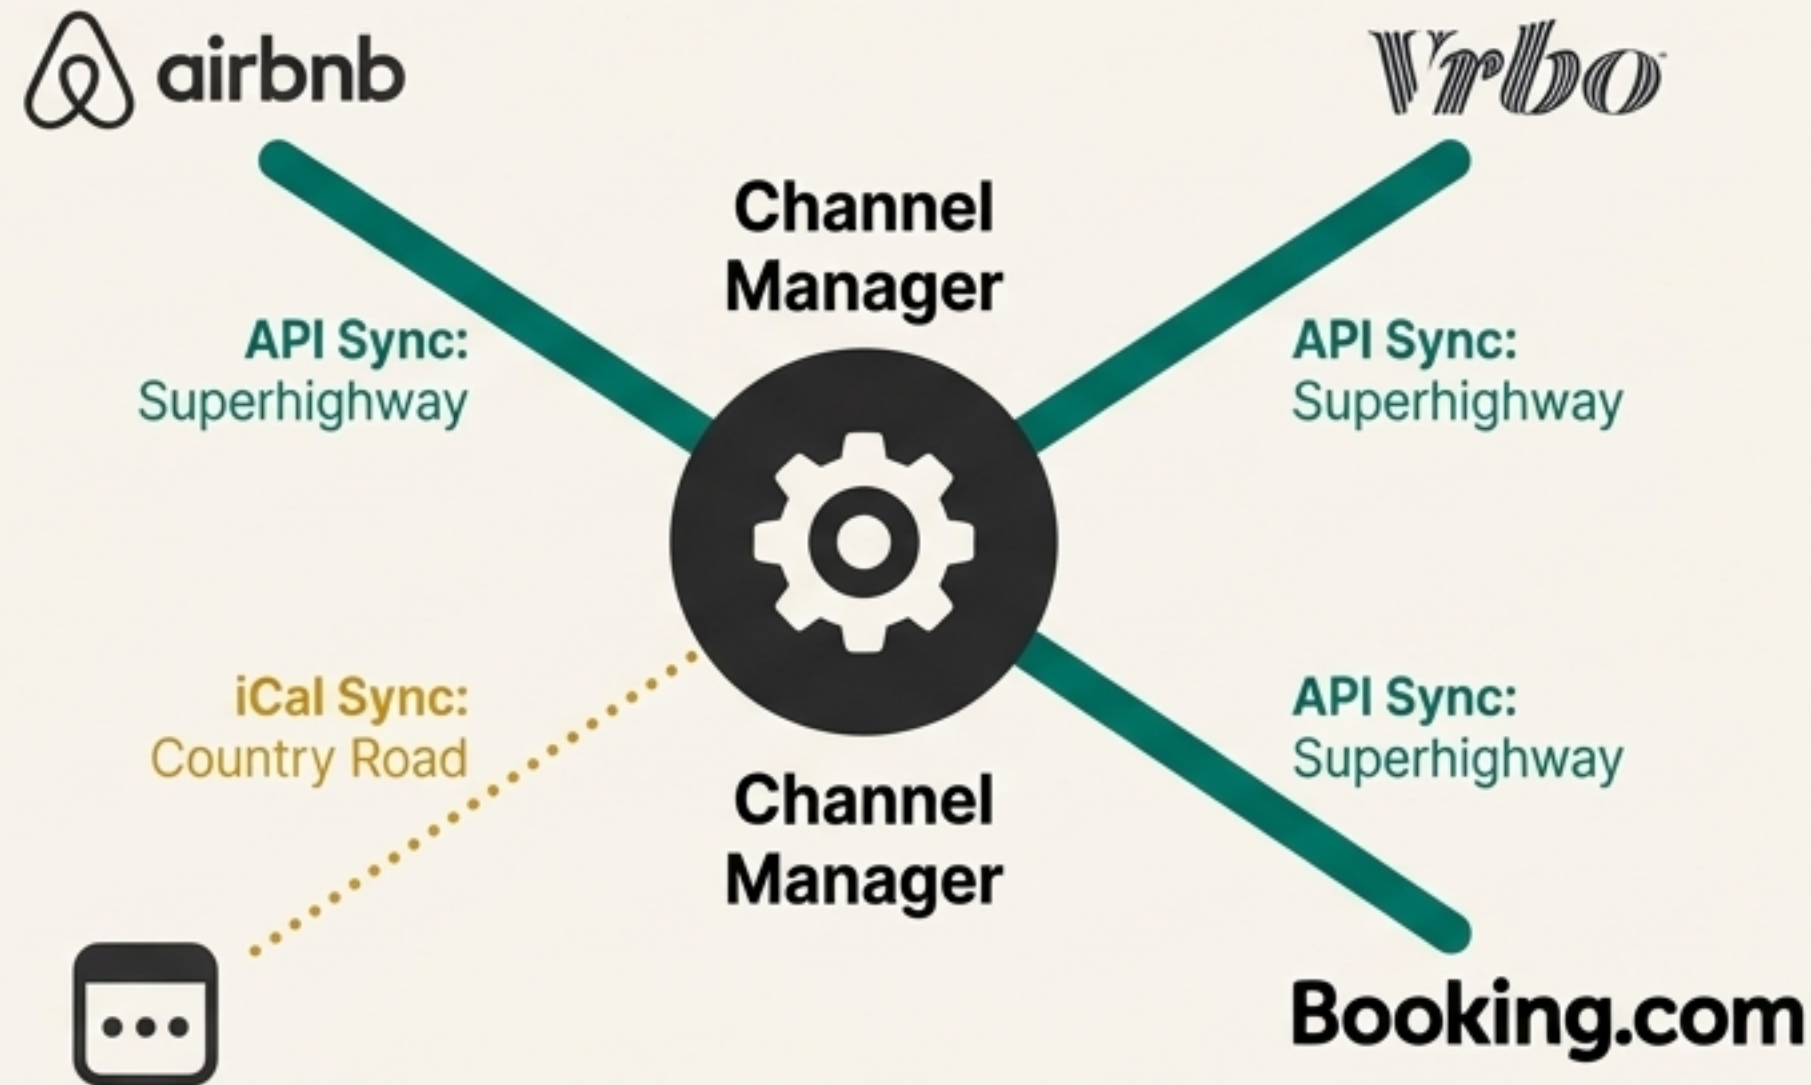 airbnb
Vrbo
Channel
Manager
API Sync:
Superhighway
API Sync:
Superhighway
iCal Sync:
Country Road
API Sync:
Superhighway
Channel
Manager
Booking.com